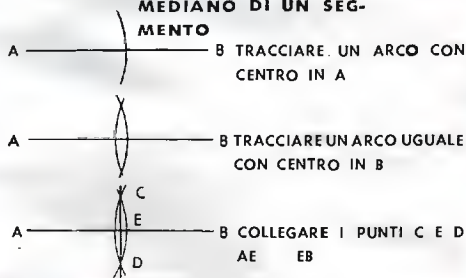 MEDIANO DI UN SEG-
MENTO
A B TRACCIARE UN ARCO CON
CENTRO IN A
A B TRACCIARE UN ARCO UGUALE
CON CENTRO IN B
C
E
A B COLLEGARE I PUNTI C E D
D AE EB